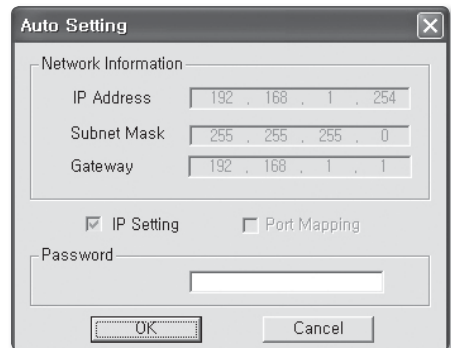 Auto Setting
Network Information
IP Address 192 . 168 . 1 . 254
Subnet Mask 255 . 255 . 255 . 0
Gateway 192 . 168 . 1 . 1
IP Setting Port Mapping
Password
OK Cancel